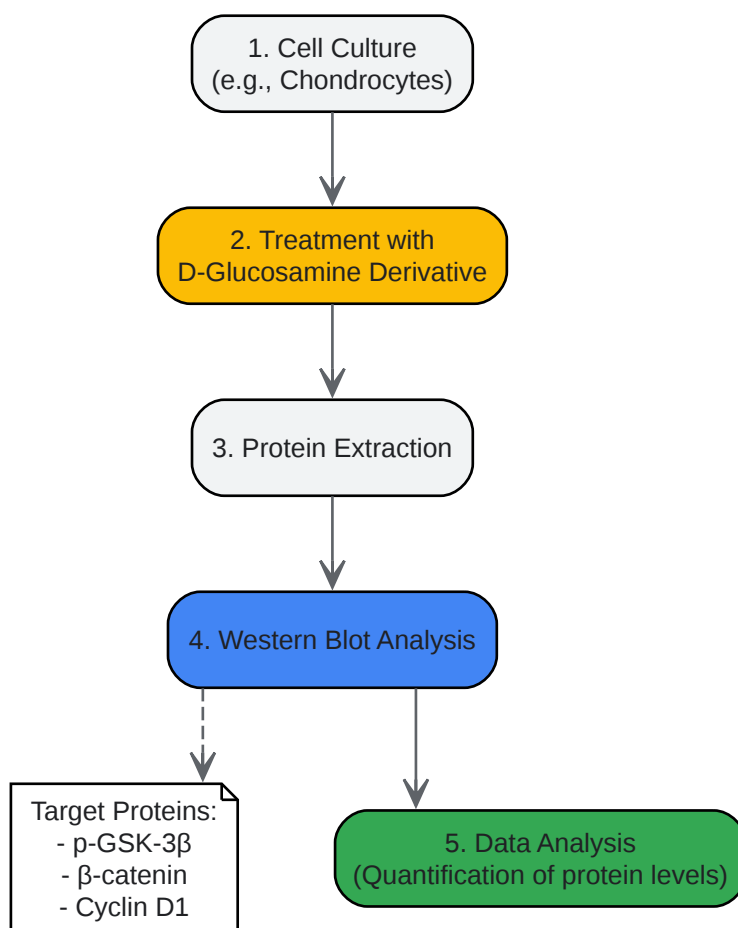 1. Cell Culture
(e.g., Chondrocytes)
2. Treatment with
D-Glucosamine Derivative
3. Protein Extraction
4. Western Blot Analysis
Target Proteins:
- p-GSK-3β
- β-catenin
- Cyclin D1
5. Data Analysis
(Quantification of protein levels)